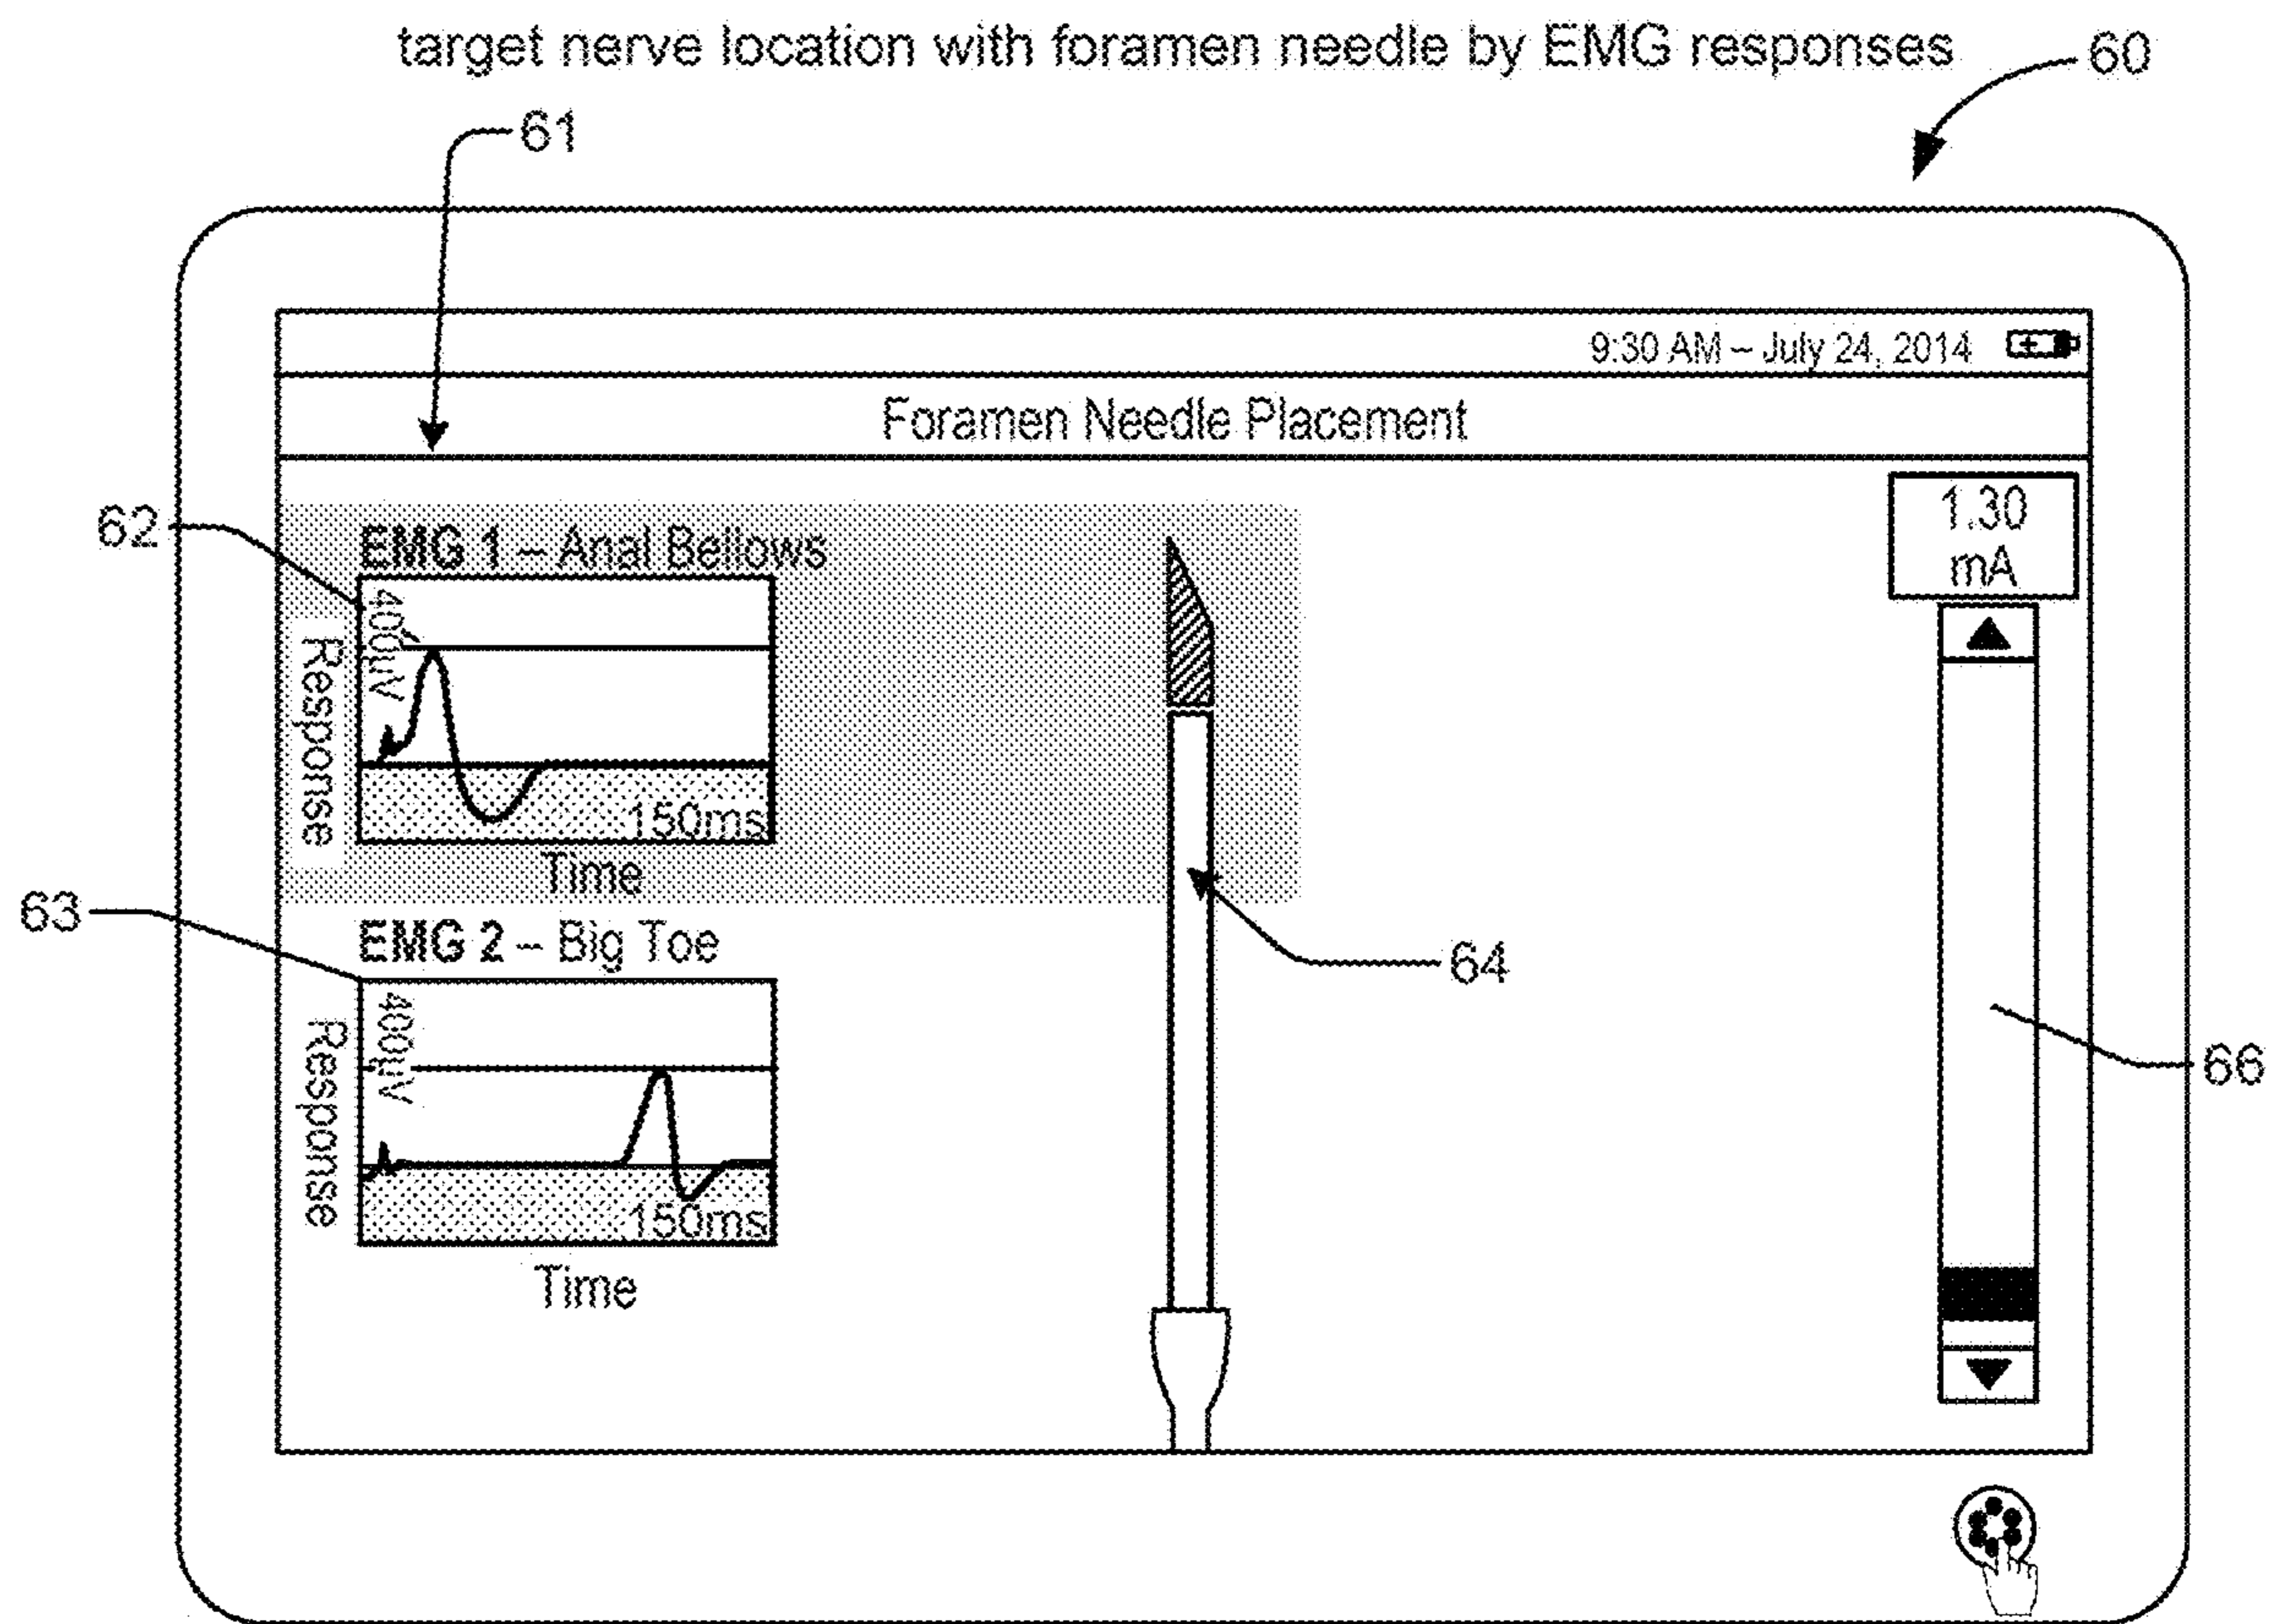 target nerve location with foramen needle by EMG responses
60
61
9:30 AM – July 24, 2014
Foramen Needle Placement
62
EMG 1 – Anal Bellows
1.30
mA
400μV
Response
150ms
Time
63
EMG 2 – Big Toe
64
400μV
Response
66
150ms
Time